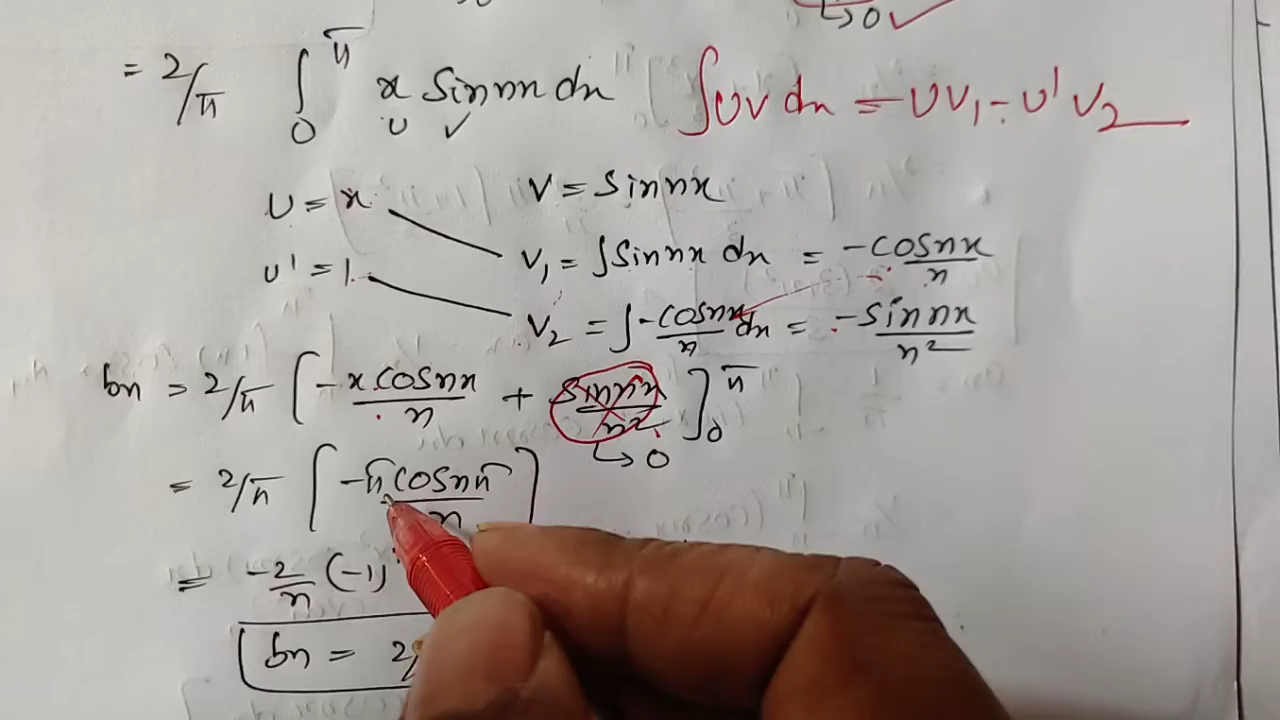 ↳ 0 ✓
= 2/π ∫₀^π x sin nx dx ∫UV dx = UV₁ - U' V₂
U V
U = x V = sin nx
U' = 1 V₁ = ∫ sin nx dx = -cos nx / n
V₂ = ∫ -cos nx / n dx = -sin nx / n²
bn = 2/π [ -x cos nx / n + sin nx / n² ]₀^π
↳ 0
= 2/π [ -π cos nπ / n ]
= -2/n (-1)
bn = 2/